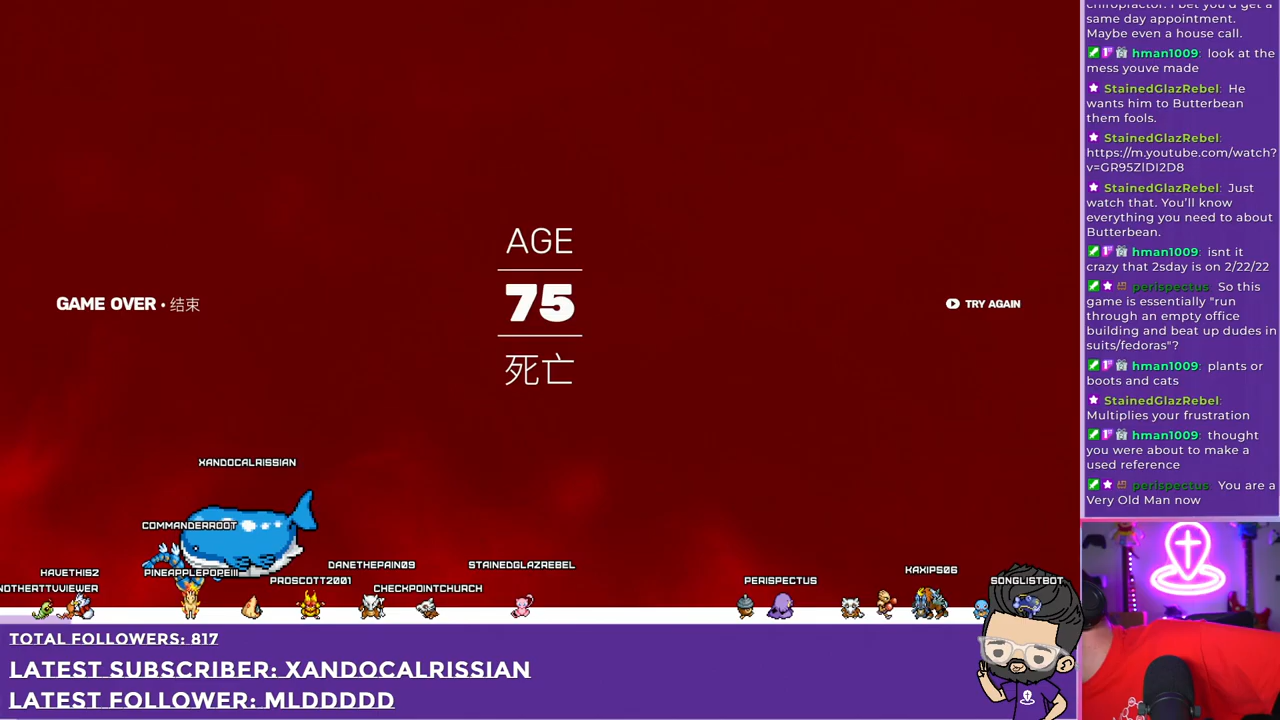 AGE
75
死亡
GAME OVER • 结束
TRY AGAIN
XANDOCALRISSIAN
COMMANDERROOT
HAVETHIS2
NOTHERTTVVIEWER
PINEAPPLEPOPEIII
PROSCOTT2001
DANETHEPAIN09
CHECKPOINTCHURCH
STAINEDGLAZREBEL
PERISPECTUS
KAXIP506
SONGLISTBOT
TOTAL FOLLOWERS: 817
LATEST SUBSCRIBER: XANDOCALRISSIAN
LATEST FOLLOWER: MLDDDDD
chiropractor. I bet you'd get a
same day appointment.
Maybe even a house call.
hman1009: look at the
mess youve made
StainedGlazRebel: He
wants him to Butterbean
them fools.
StainedGlazRebel:
https://m.youtube.com/watch?
v=GR95ZlDI2D8
StainedGlazRebel: Just
watch that. You'll know
everything you need to about
Butterbean.
hman1009: isnt it
crazy that 2sday is on 2/22/22
perispectus: So this
game is essentially "run
through an empty office
building and beat up dudes in
suits/fedoras"?
hman1009: plants or
boots and cats
StainedGlazRebel:
Multiplies your frustration
hman1009: thought
you were about to make a
used reference
perispectus: You are a
Very Old Man now